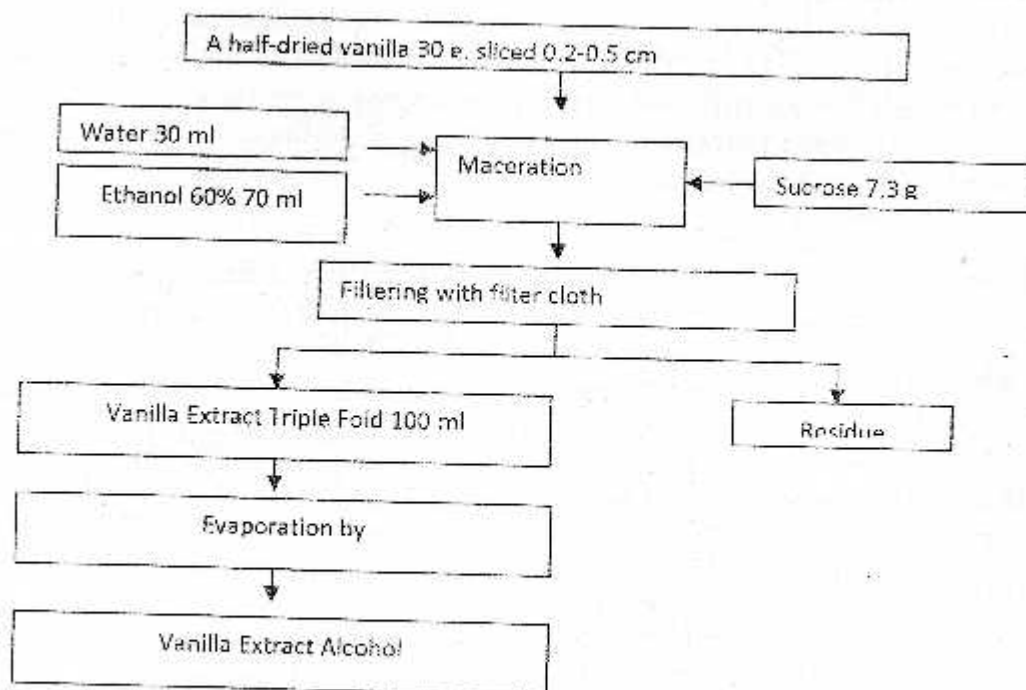 A half-dried vanilla 30 g. sliced 0.2-0.5 cm
Water 30 ml
Ethanol 60% 70 ml
Maceration
Sucrose 7,3 g
Filtering with filter cloth
Vanilla Extract Triple Fold 100 ml
Residue
Evaporation by
Vanilla Extract Alcohol